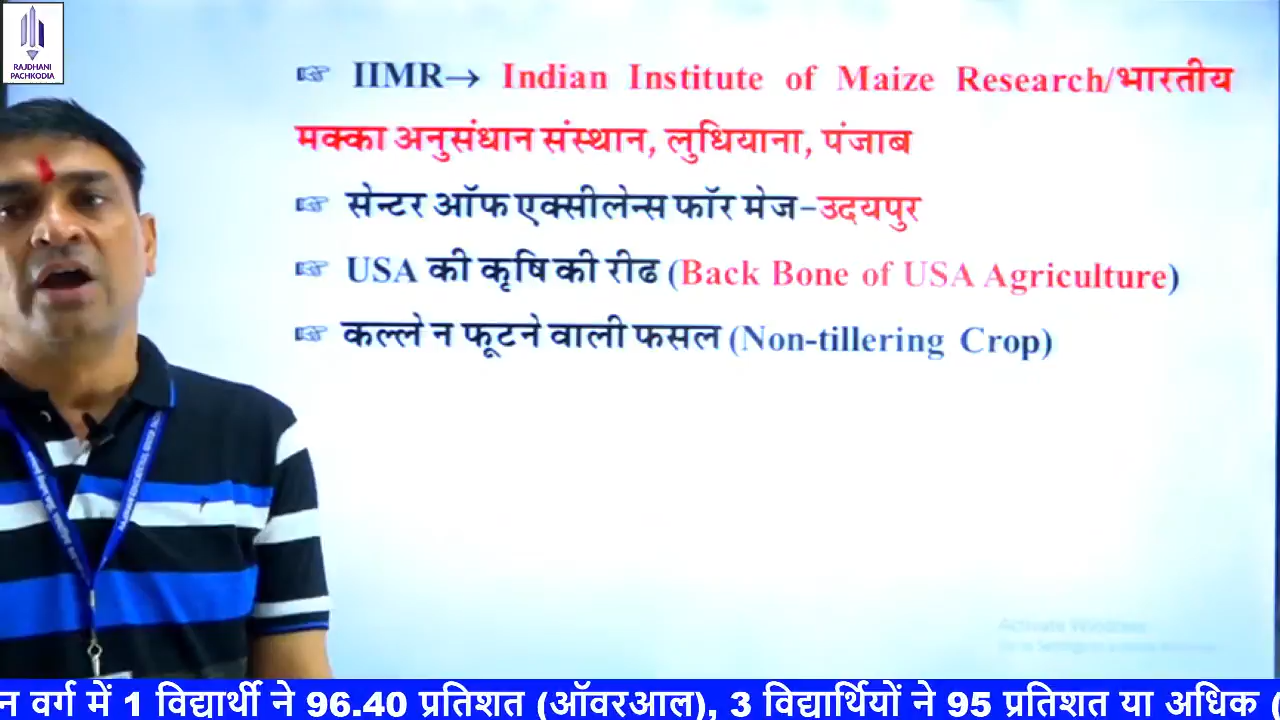 RAJDHANI
PACHKODIA
☞ IIMR→ Indian Institute of Maize Research/भारतीय
मक्का अनुसंधान संस्थान, लुधियाना, पंजाब
☞ सेन्टर ऑफ एक्सीलेन्स फॉर मेज-उदयपुर
☞ USA की कृषि की रीढ (Back Bone of USA Agriculture)
☞ कल्ले न फूटने वाली फसल (Non-tillering Crop)
Activate Windows
न वर्ग में 1 विद्यार्थी ने 96.40 प्रतिशत (ऑवरआल), 3 विद्यार्थियों ने 95 प्रतिशत या अधिक (